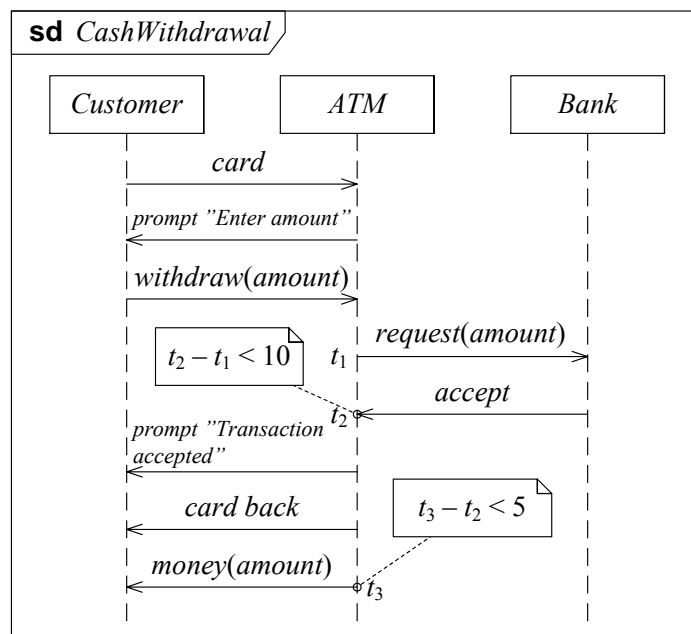 sd CashWithdrawal
Customer
ATM
Bank
card
prompt ”Enter amount”
withdraw(amount)
t2 – t1 < 10
t1
request(amount)
accept
t2
prompt ”Transaction
accepted”
card back
t3 – t2 < 5
money(amount)
t3